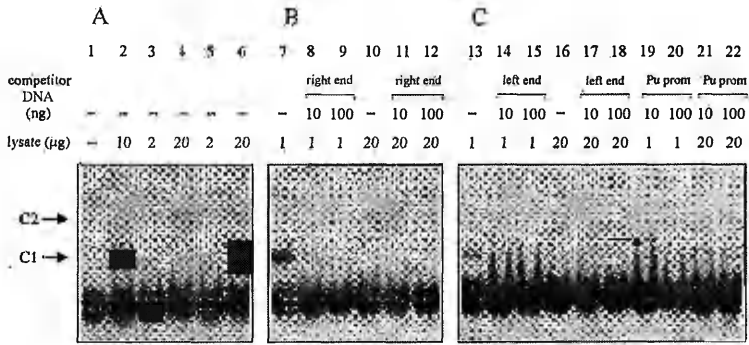 A B C
1 2 3 4 5 6 7 8 9 10 11 12 13 14 15 16 17 18 19 20 21 22
competitor right end right end left end left end Pu prom Pu prom
DNA
(ng) – – – – – – – 10 100 – 10 100 – 10 100 – 10 100 10 100 10 100
lysate (µg) – 10 2 20 2 20 1 1 1 20 20 20 1 1 1 20 20 20 1 1 20 20
C2
C1